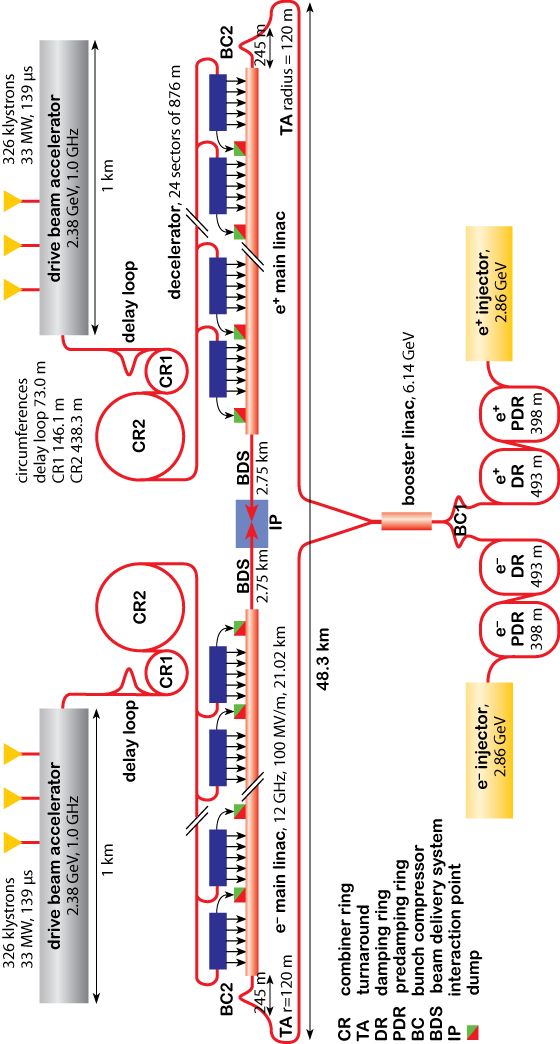 326 klystrons
33 MW, 139 µs
drive beam accelerator
2.38 GeV, 1.0 GHz
1 km
delay loop
CR1
CR2
circumferences
delay loop 73.0 m
CR1 146.1 m
CR2 438.3 m
326 klystrons
33 MW, 139 µs
drive beam accelerator
2.38 GeV, 1.0 GHz
1 km
delay loop
CR1
CR2
decelerator, 24 sectors of 876 m
BC2
245 m
TA r=120 m
e– main linac, 12 GHz, 100 MV/m, 21.02 km
BDS
2.75 km
IP
BDS
2.75 km
e+ main linac
BC2
245 m
TA radius = 120 m
48.3 km
booster linac, 6.14 GeV
BC1
e– injector,
2.86 GeV
e–
PDR
398 m
e–
DR
493 m
e+
DR
493 m
e+
PDR
398 m
e+ injector,
2.86 GeV
CR combiner ring
TA turnaround
DR damping ring
PDR predamping ring
BC bunch compressor
BDS beam delivery system
IP interaction point
dump